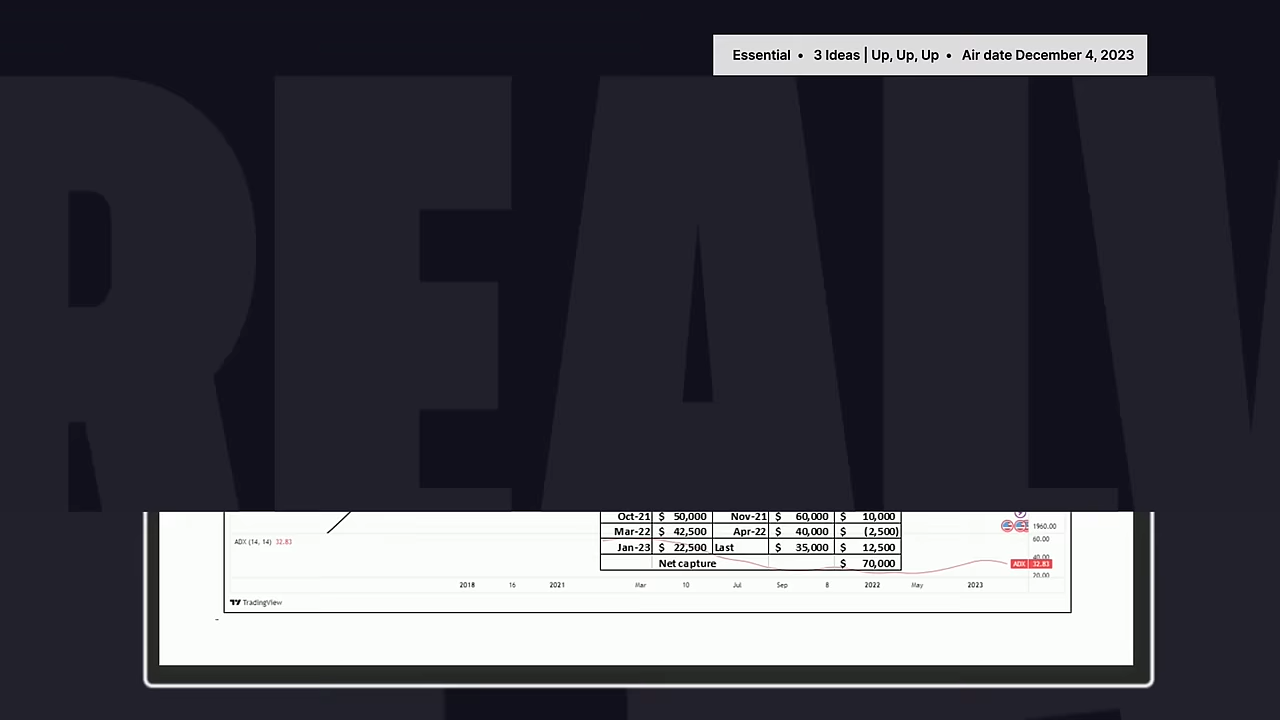 Essential • 3 Ideas | Up, Up, Up • Air date December 4, 2023
REAL
Oct-21 $ 50,000 Nov-21 $ 60,000 $ 10,000
Mar-22 $ 42,500 Apr-22 $ 40,000 $ (2,500)
Jan-23 $ 22,500 Last $ 35,000 $ 12,500
Net capture $ 70,000
1960.00
60.00
40.00
20.00
ADX (14, 14) 32.83
ADX 32.83
2018 16 2021 Mar 10 Jul Sep 8 2022 May 2023
TradingView